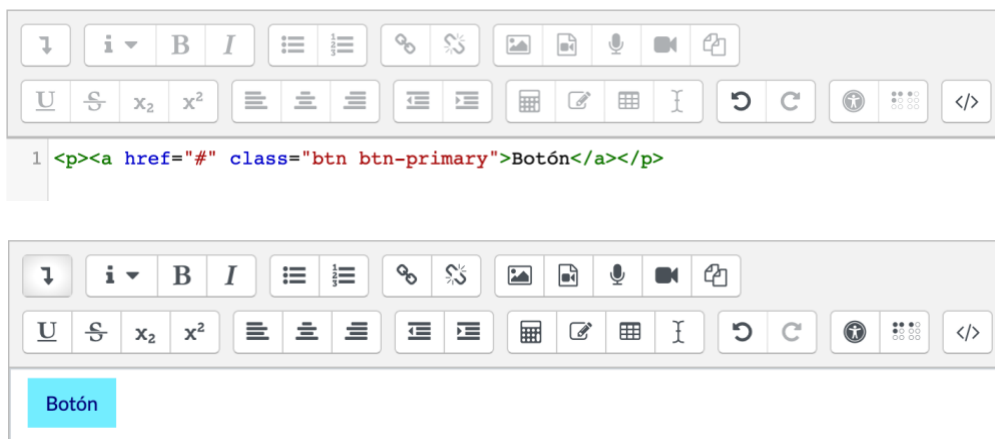 i B I
U S x₂ x² </>
1 <p><a href="#" class="btn btn-primary">Botón</a></p>
i B I
U S x₂ x² </>
Botón